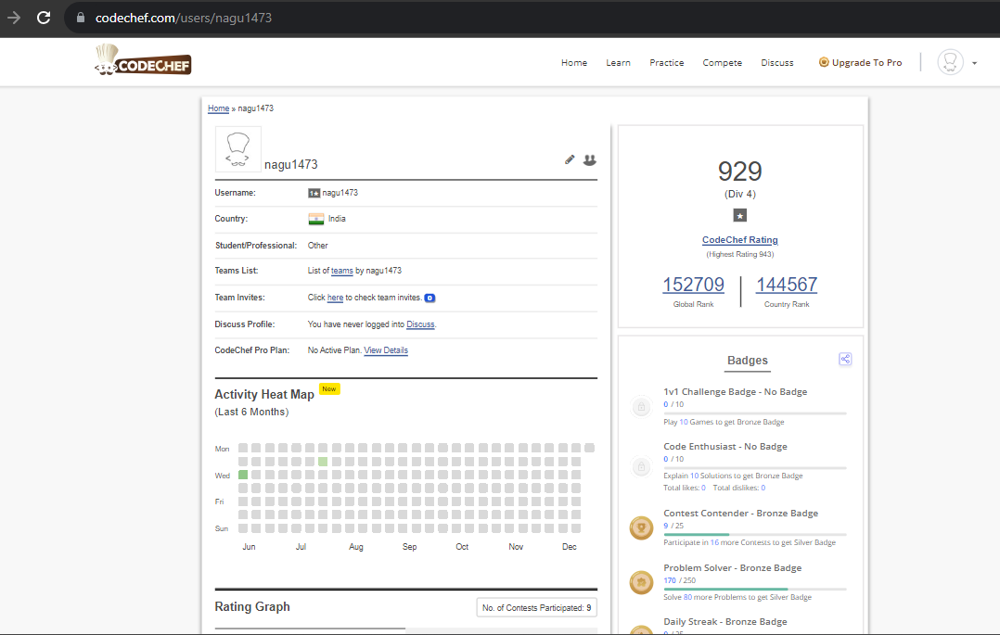 codechef.com/users/nagu1473
CODECHEF
Home Learn Practice Compete Discuss Upgrade To Pro
Home » nagu1473
nagu1473
Username: 1★ nagu1473
Country: India
Student/Professional: Other
Teams List: List of teams by nagu1473
Team Invites: Click here to check team invites. 0
Discuss Profile: You have never logged into Discuss.
CodeChef Pro Plan: No Active Plan. View Details
Activity Heat Map New
(Last 6 Months)
Mon
Wed
Fri
Sun
Jun Jul Aug Sep Oct Nov Dec
Rating Graph No. of Contests Participated: 9
929
(Div 4)
★
CodeChef Rating
(Highest Rating 943)
152709 144567
Global Rank Country Rank
Badges
1v1 Challenge Badge - No Badge
0 / 10
Play 10 Games to get Bronze Badge
Code Enthusiast - No Badge
0 / 10
Explain 10 Solutions to get Bronze Badge
Total likes: 0 Total dislikes: 0
Contest Contender - Bronze Badge
9 / 25
Participate in 16 more Contests to get Silver Badge
Problem Solver - Bronze Badge
170 / 250
Solve 80 more Problems to get Silver Badge
Daily Streak - Bronze Badge